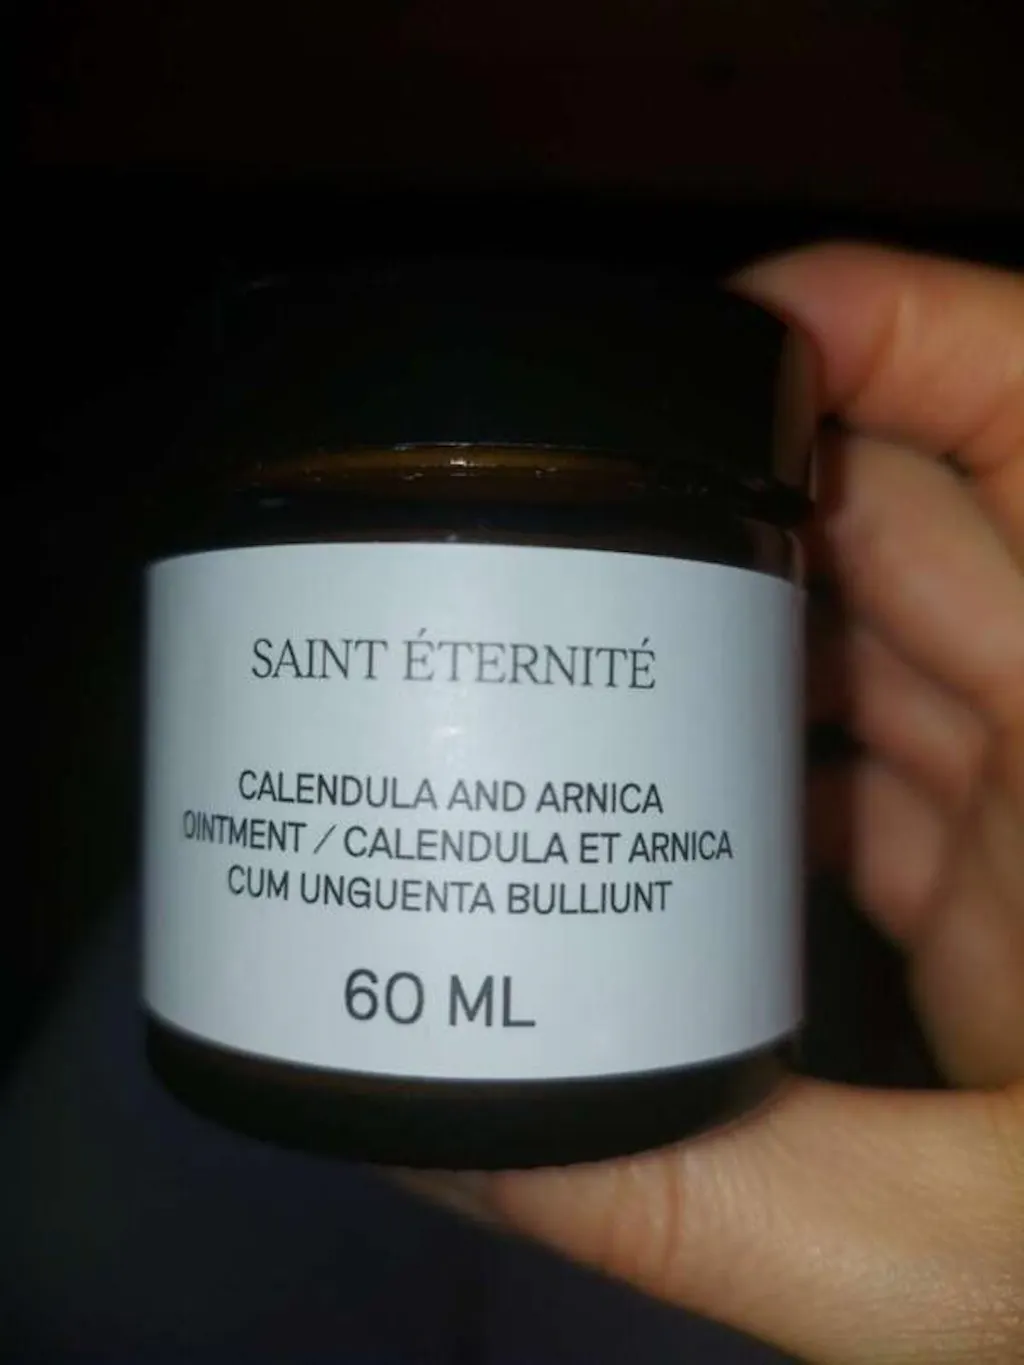 SAINT ÉTERNITÉ
CALENDULA AND ARNICA
OINTMENT / CALENDULA ET ARNICA
CUM UNGUENTA BULLIUNT
60 ML